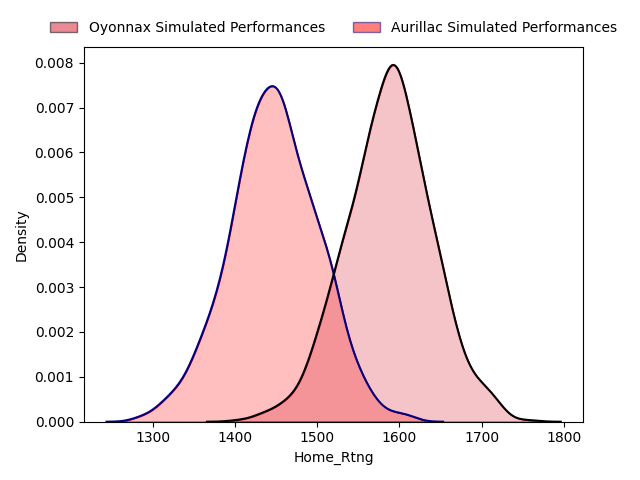 Oyonnax Simulated Performances Aurillac Simulated Performances
0.008
0.007
0.006
0.005
0.004
0.003
0.002
0.001
0.000
Density
1300 1400 1500 1600 1700 1800
Home_Rtng